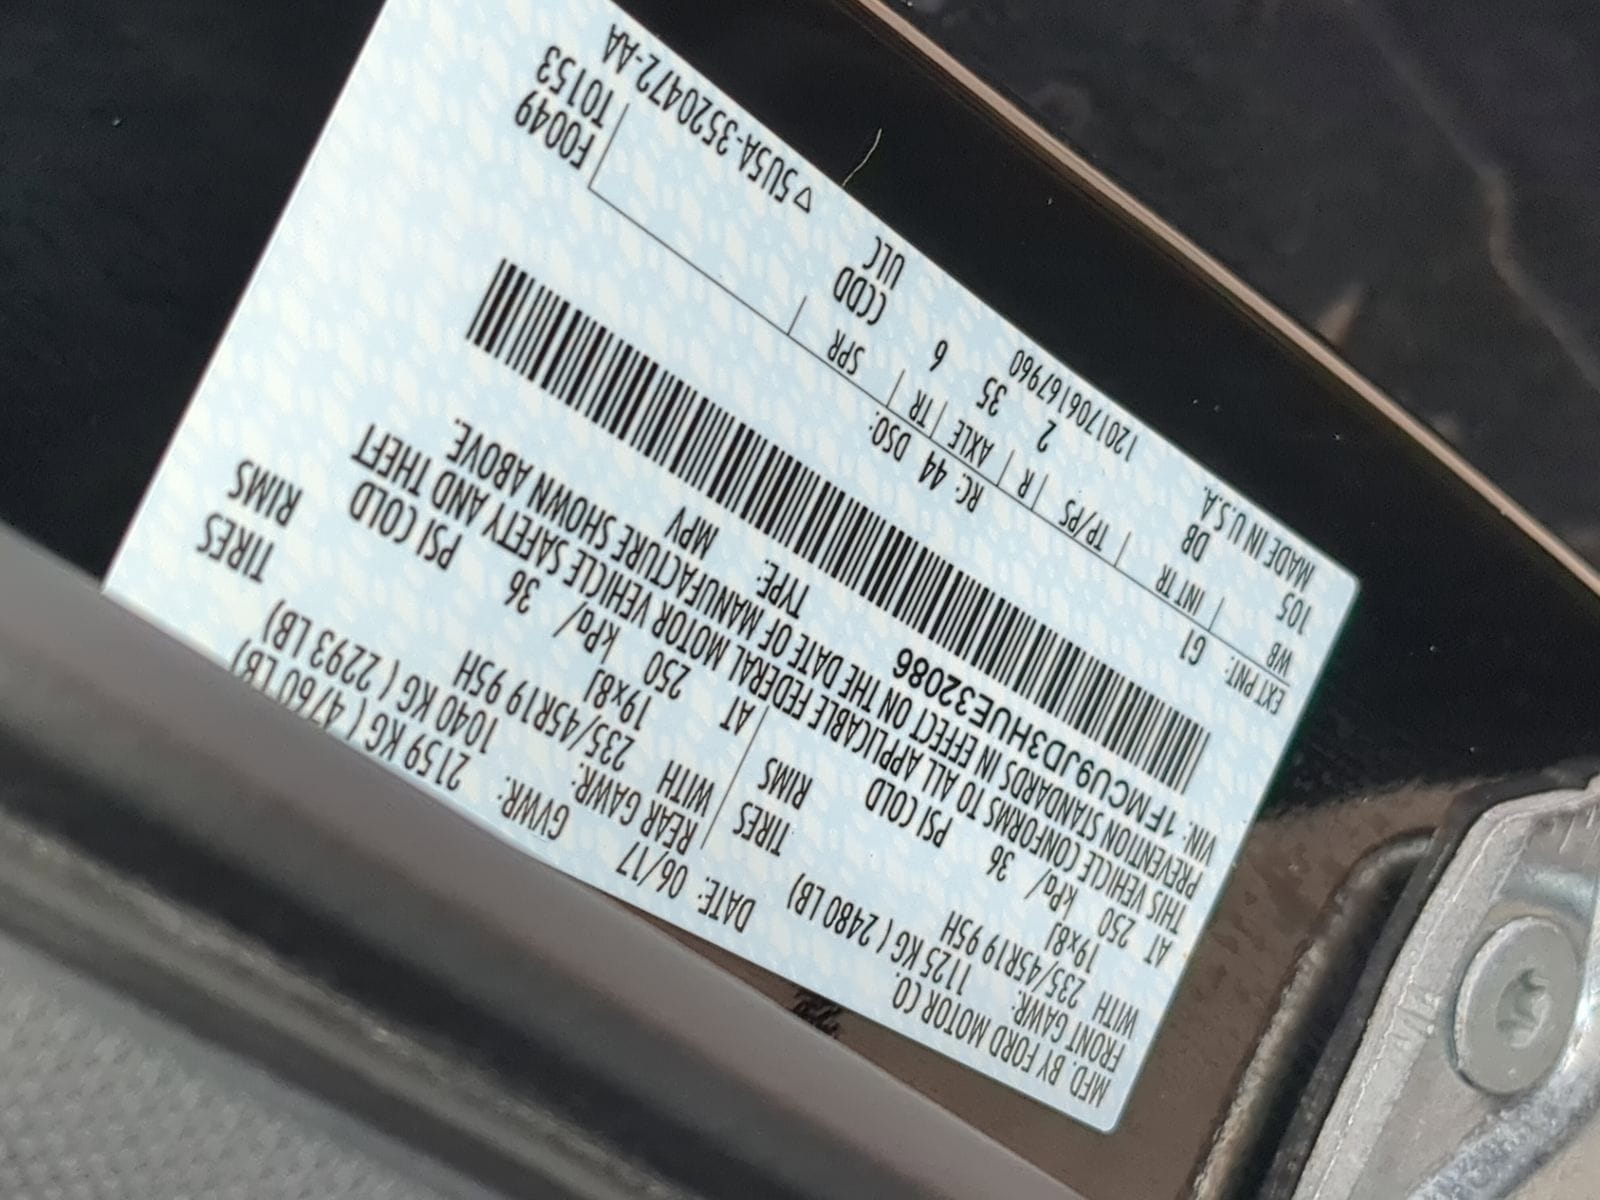 MFD. BY FORD MOTOR CO.
DATE: 06/17 GVWR: 2159 KG ( 4760 LB)
FRONT GAWR: 1125 KG ( 2480 LB) REAR GAWR: 1040 KG ( 2293 LB)
WITH 235/45R19 95H TIRES WITH 235/45R19 95H TIRES
19x8J RIMS 19x8J RIMS
AT 250 kPa/ 36 PSI COLD AT 250 kPa/ 36 PSI COLD
THIS VEHICLE CONFORMS TO ALL APPLICABLE FEDERAL MOTOR VEHICLE SAFETY AND THEFT
PREVENTION STANDARDS IN EFFECT ON THE DATE OF MANUFACTURE SHOWN ABOVE.
VIN: 1FMCU9JD3HUE32086 TYPE: MPV
EXT PNT: G1 RC: 44 DSO: F0049
WB | INT TR | TP/PS | R | AXLE | TR | SPR | T0153
105 DB 2 35 6 CCDD
MADE IN U.S.A. 120170616796​0 ULC ▽5U5A-3520472-AA